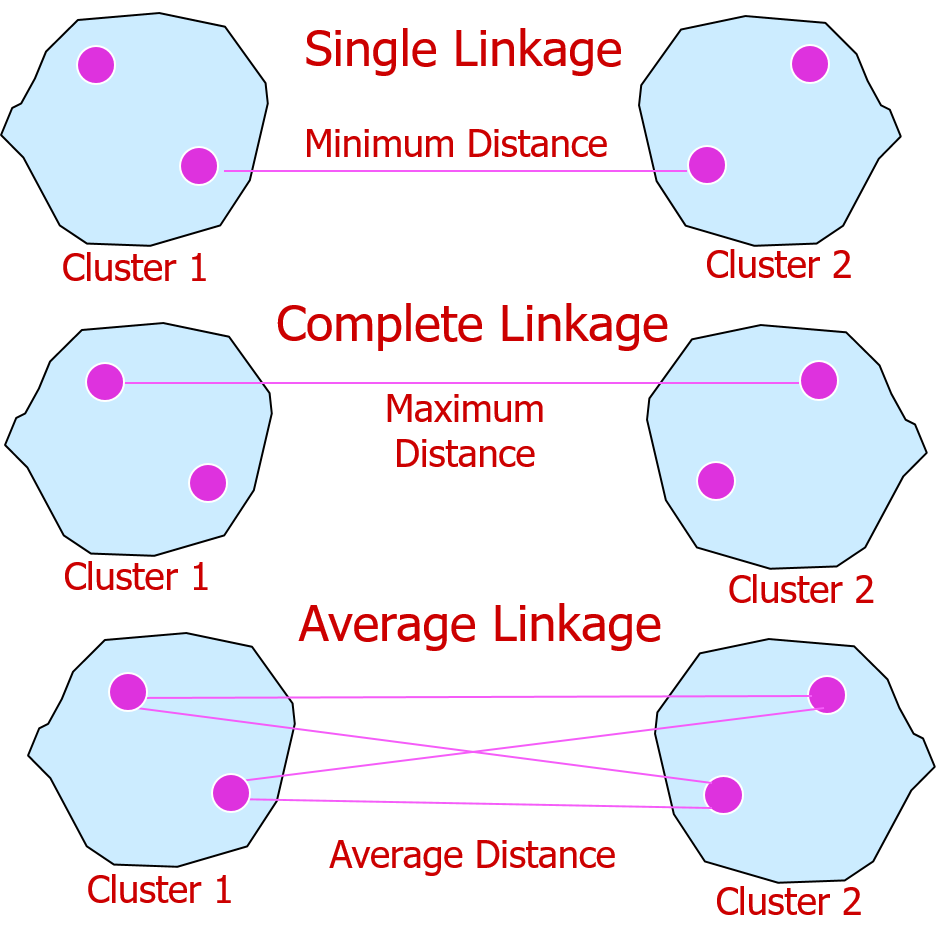 Single Linkage
Minimum Distance
Cluster 1
Cluster 2
Complete Linkage
Maximum
Distance
Cluster 1
Cluster 2
Average Linkage
Average Distance
Cluster 1
Cluster 2